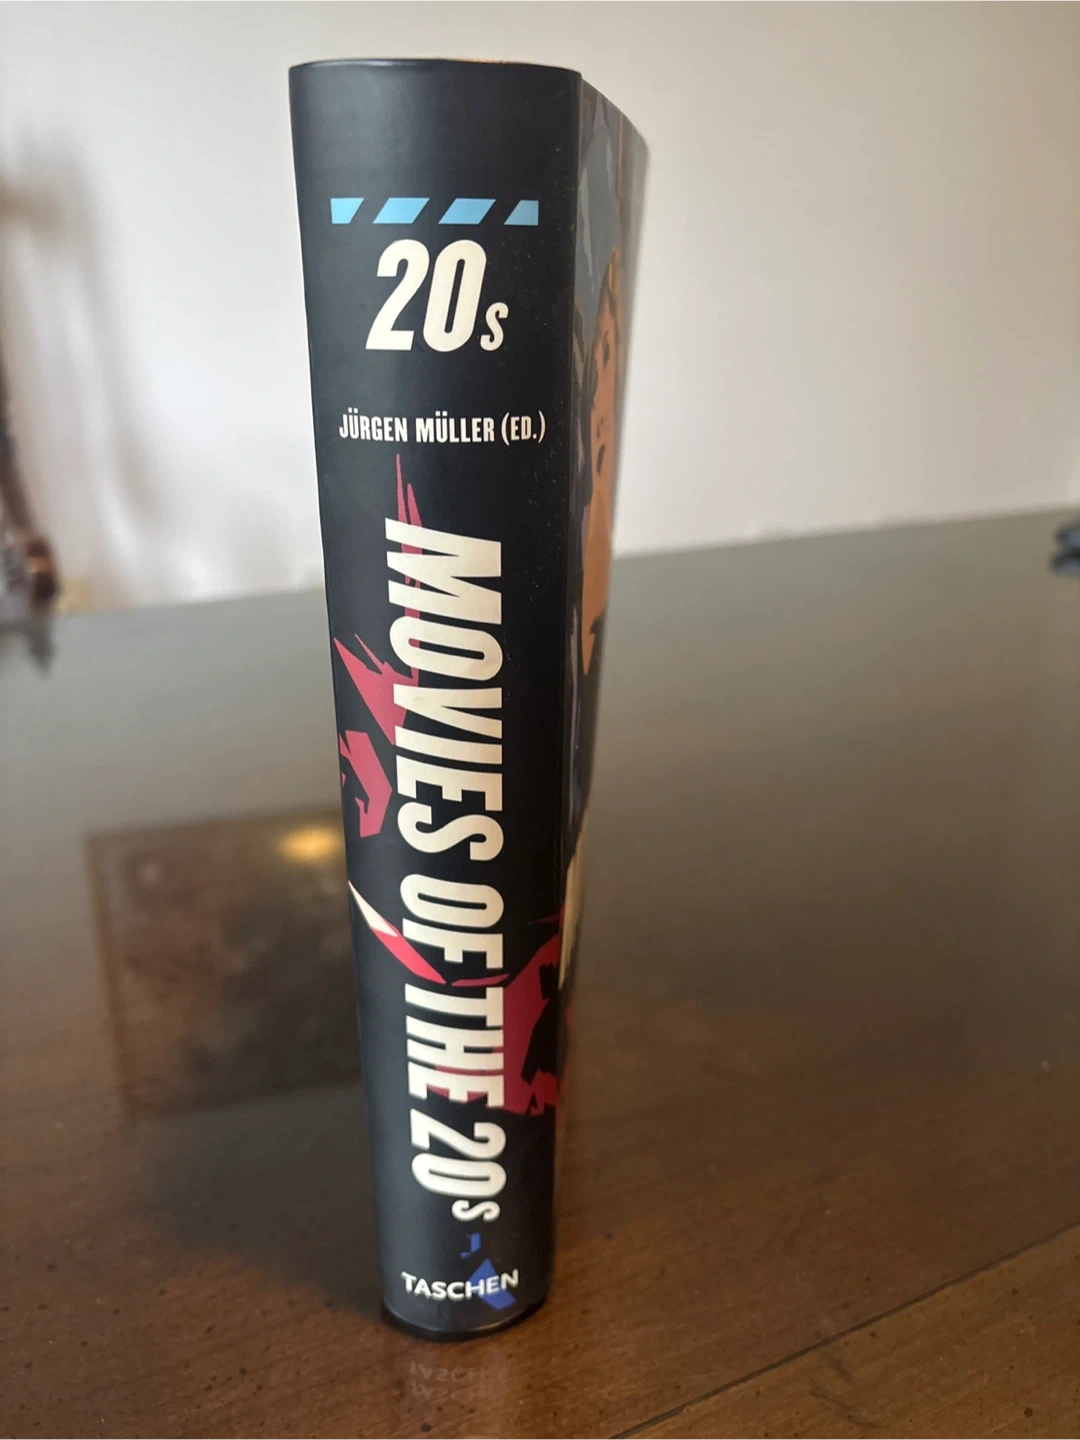 20s
JÜRGEN MÜLLER (ED.)
MOVIES OF THE 20s
TASCHEN